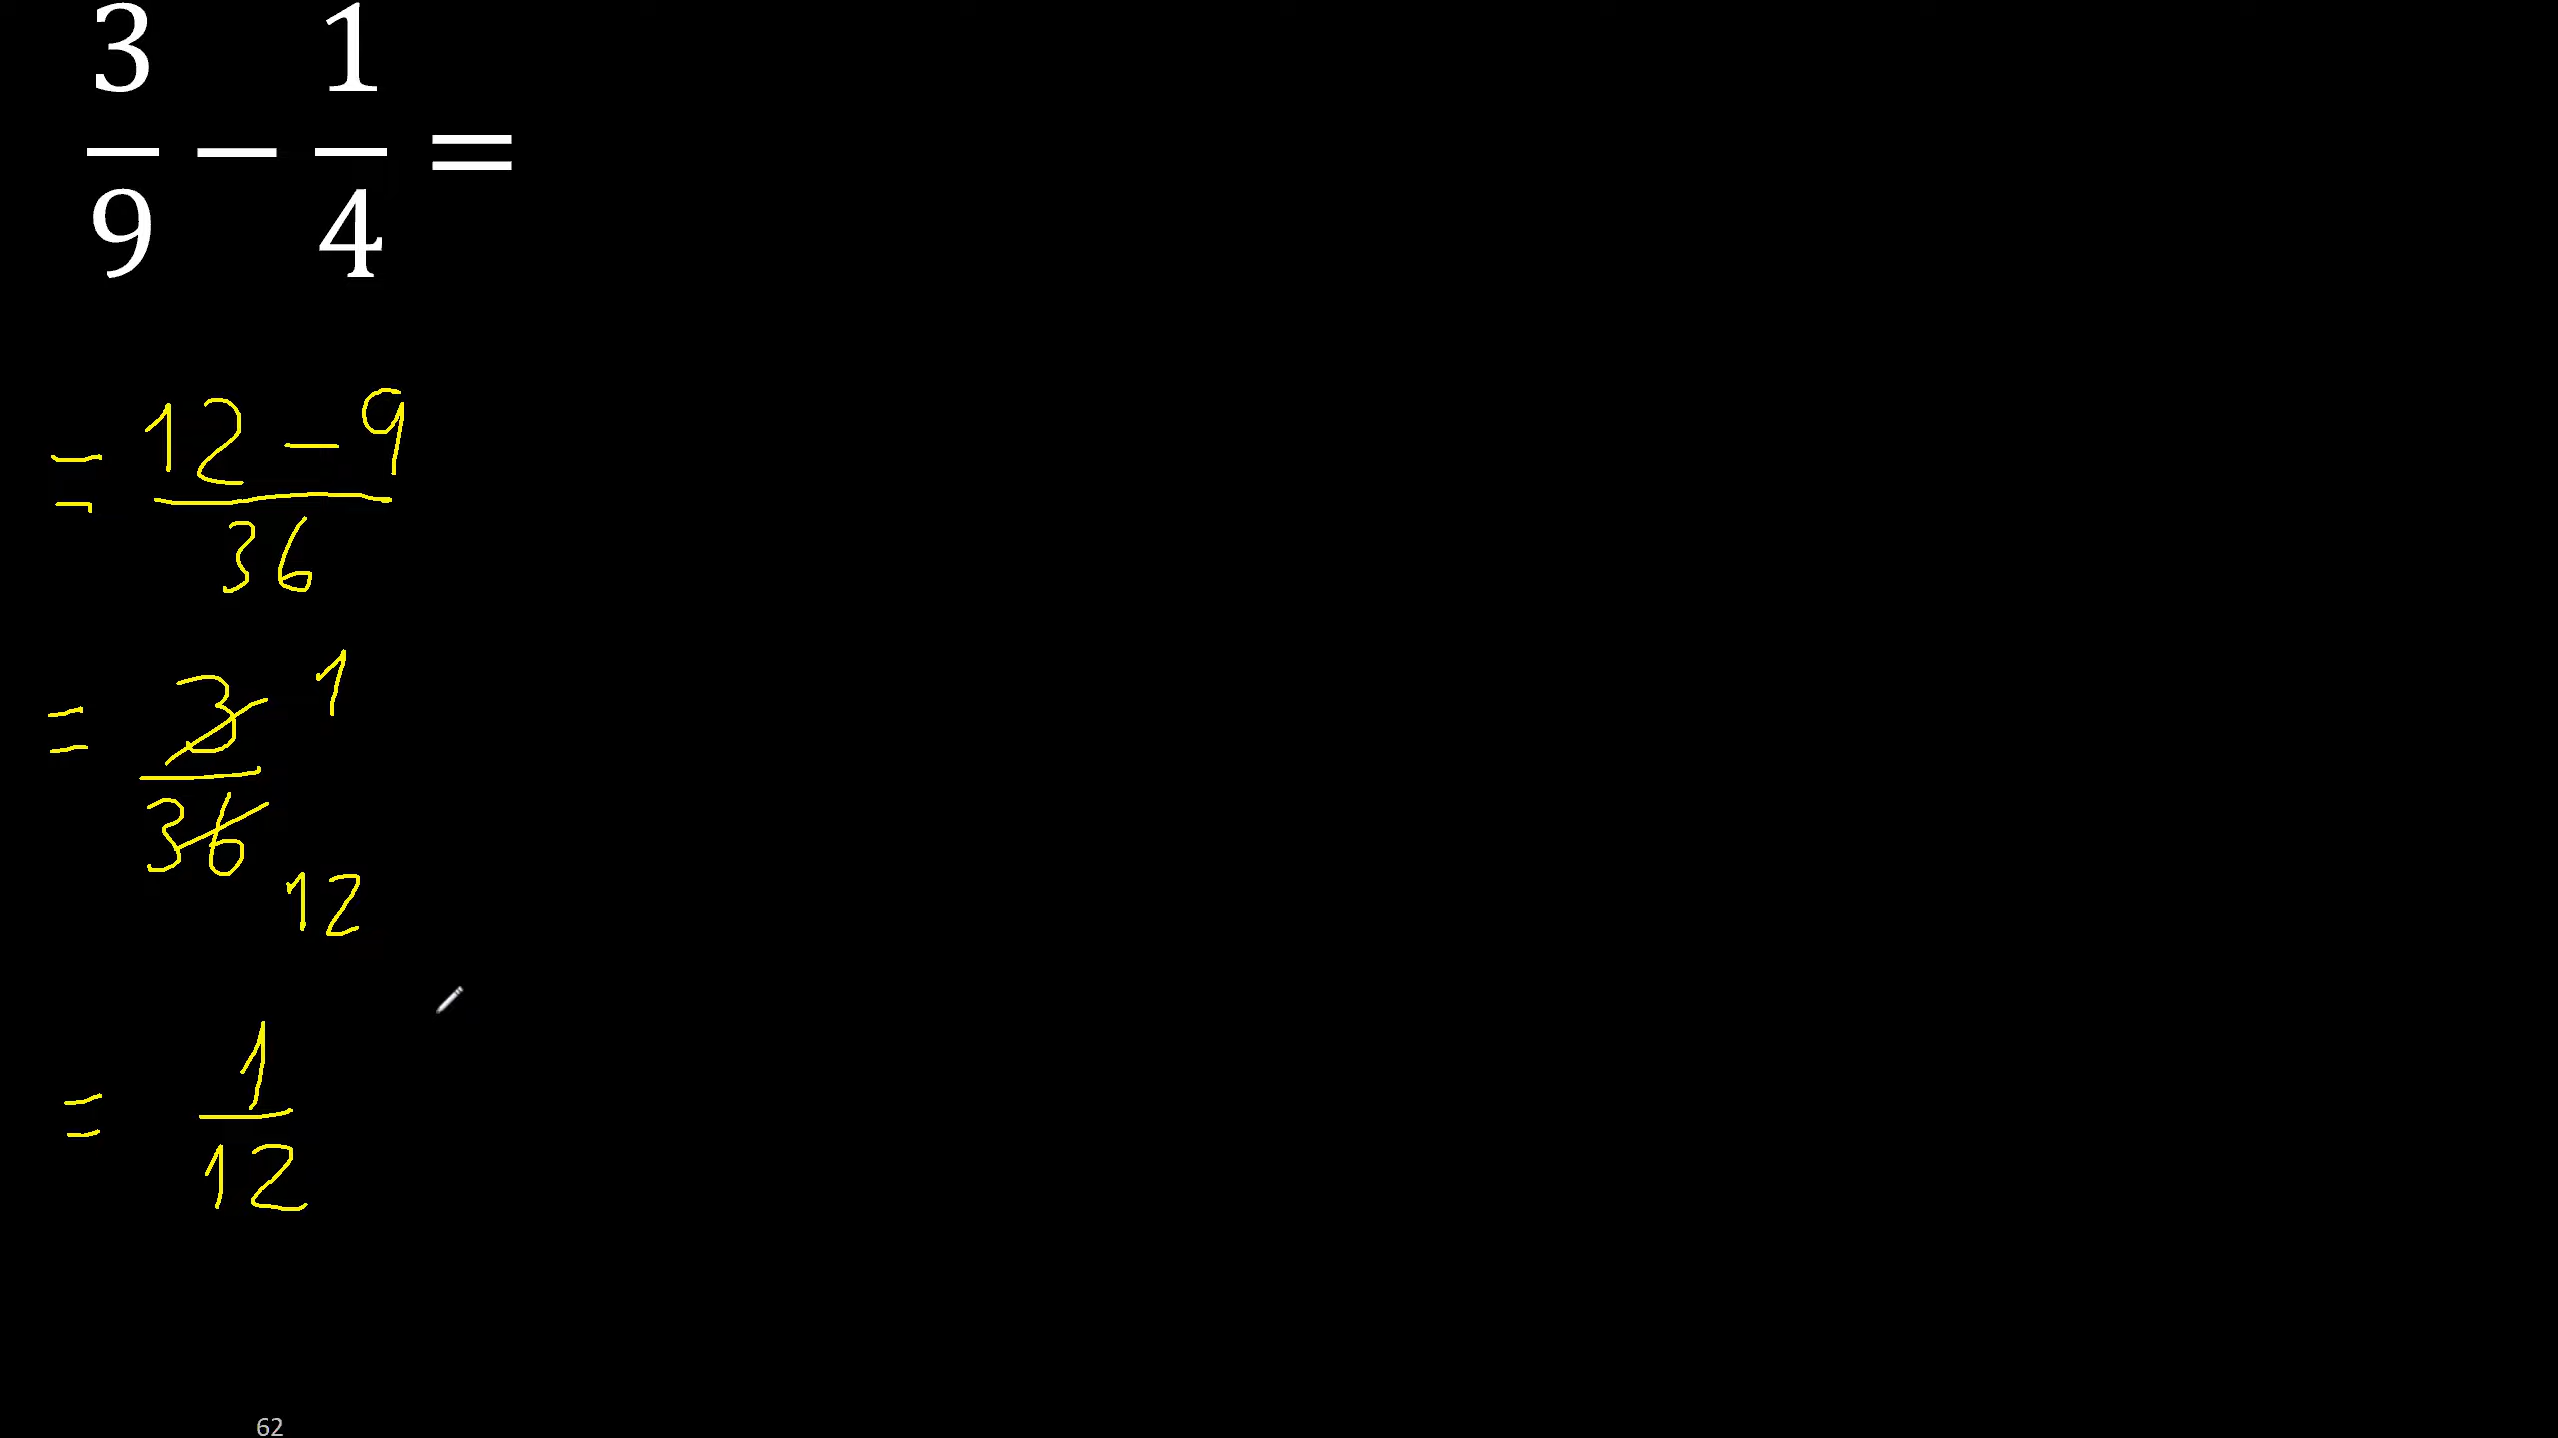 3/9 − 1/4 =
= 12 − 9 / 36
= 3/36 1 12
= 1/12
62